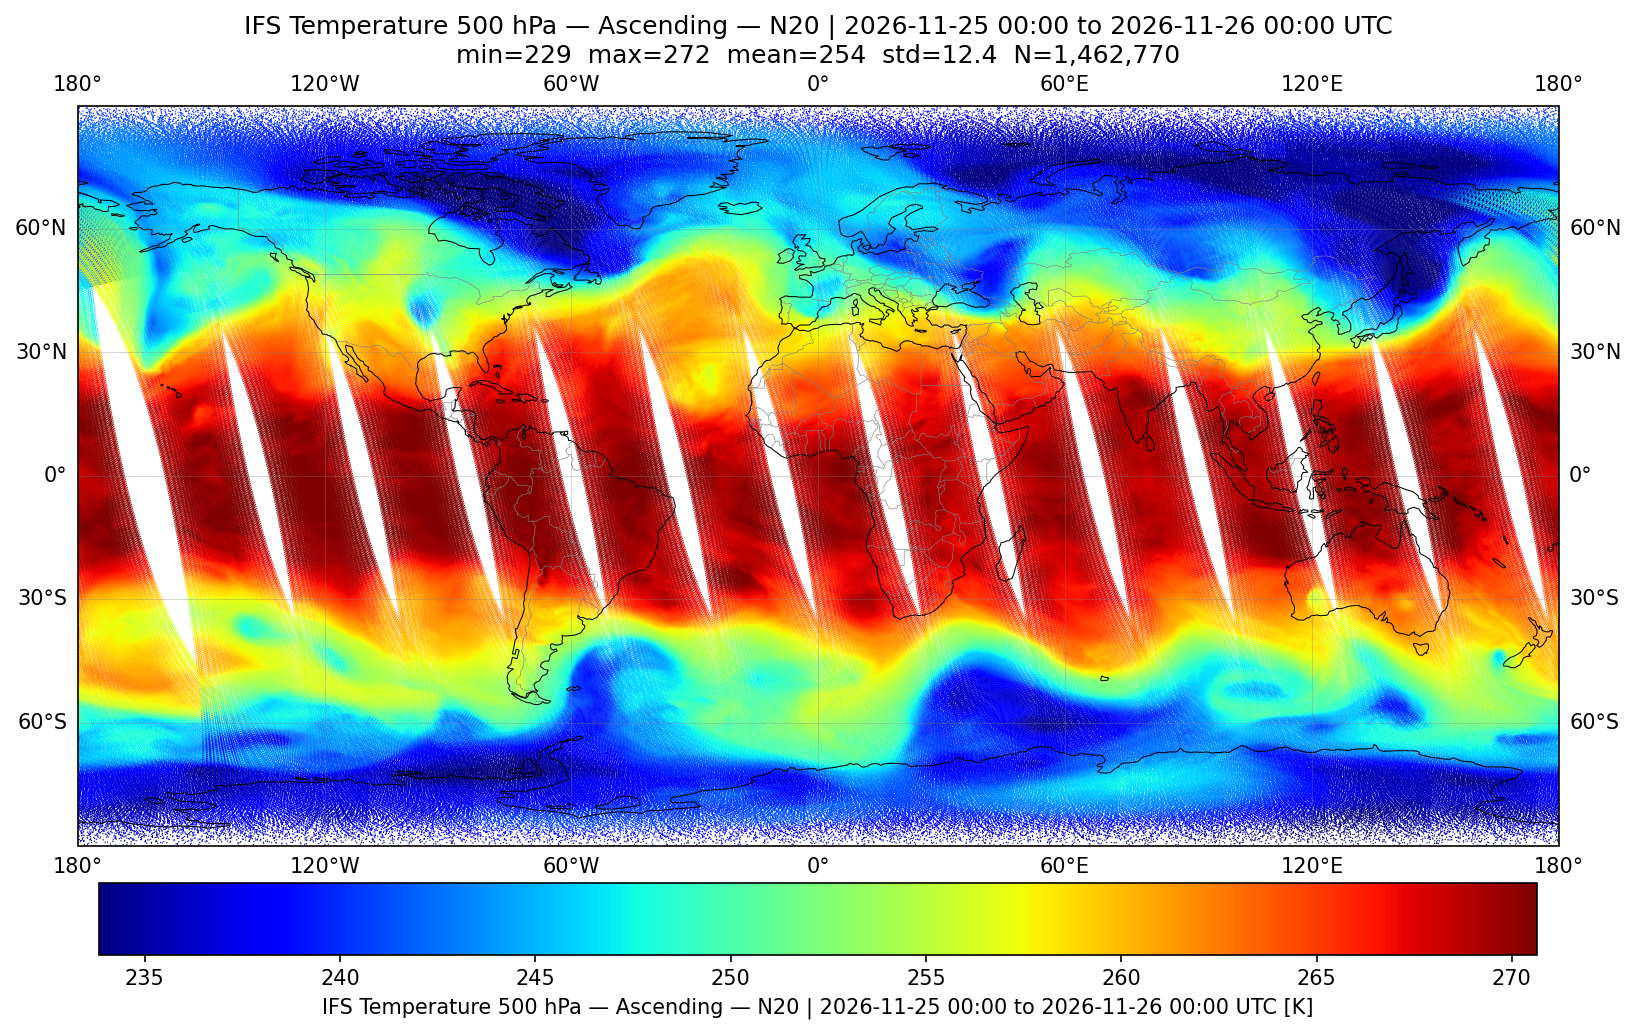 IFS Temperature 500 hPa — Ascending — N20 | 2026-11-25 00:00 to 2026-11-26 00:00 UTC
min=229  max=272  mean=254  std=12.4  N=1,462,770
180° 120°W 60°W 0° 60°E 120°E 180°
60°N 60°N
30°N 30°N
0° 0°
30°S 30°S
60°S 60°S
180° 120°W 60°W 0° 60°E 120°E 180°
235 240 245 250 255 260 265 270
IFS Temperature 500 hPa — Ascending — N20 | 2026-11-25 00:00 to 2026-11-26 00:00 UTC [K]